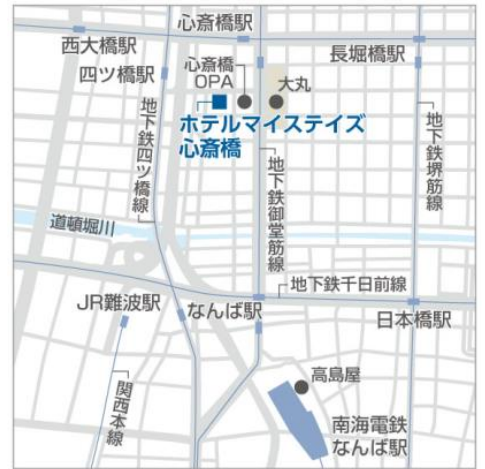 心斎橋駅
西大橋駅
長堀橋駅
四ツ橋駅
心斎橋
OPA
大丸
ホテルマイステイズ
心斎橋
地下鉄四ツ橋線
地下鉄御堂筋線
地下鉄堺筋線
道頓堀川
地下鉄千日前線
JR難波駅
なんば駅
日本橋駅
関西本線
高島屋
南海電鉄
なんば駅